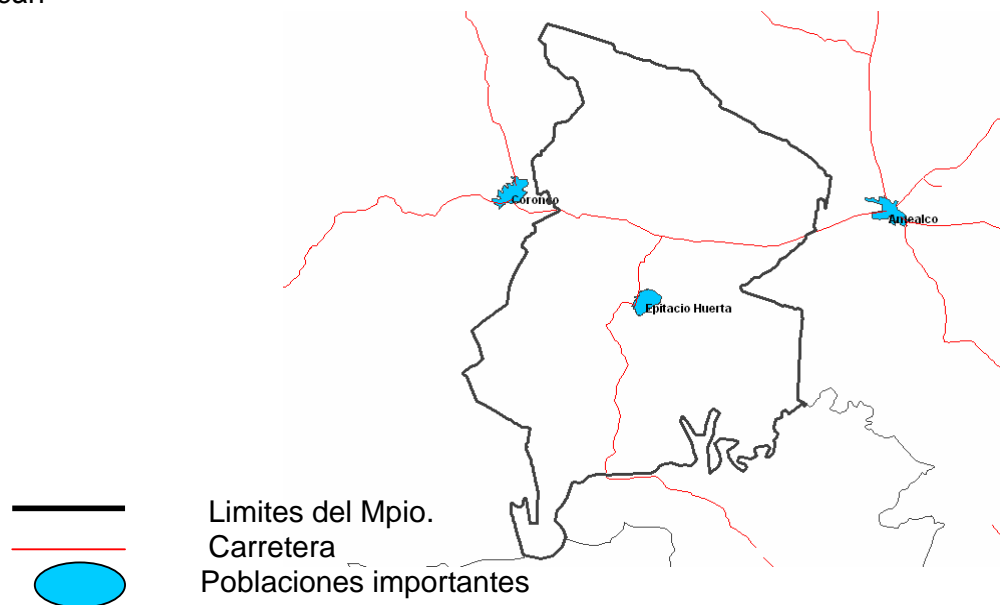 Coroneo
Amealco
Epitacio Huerta
Limites del Mpio.
Carretera
Poblaciones importantes